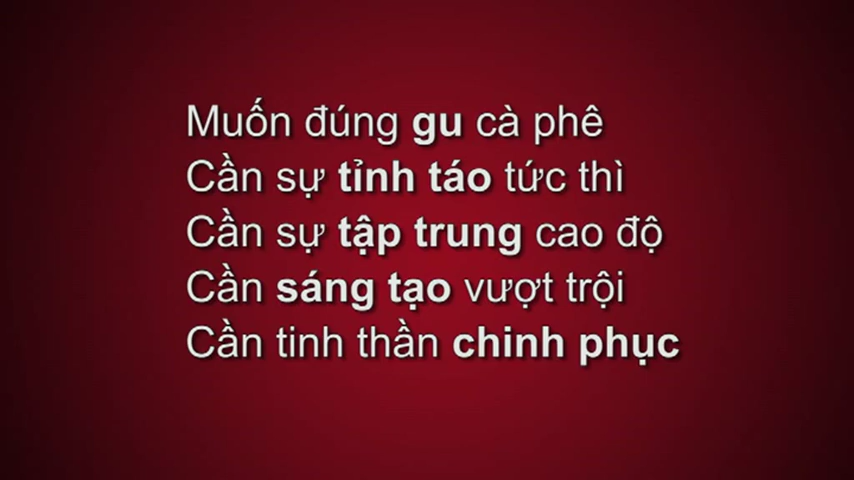 Muốn đúng gu cà phê
Cần sự tỉnh táo tức thì
Cần sự tập trung cao độ
Cần sáng tạo vượt trội
Cần tinh thần chinh phục